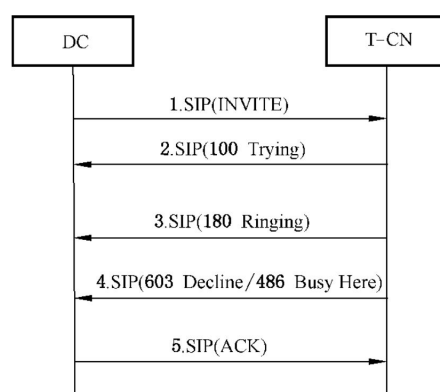 DC
T-CN
1.SIP(INVITE)
2.SIP(100 Trying)
3.SIP(180 Ringing)
4.SIP(603 Decline/486 Busy Here)
5.SIP(ACK)